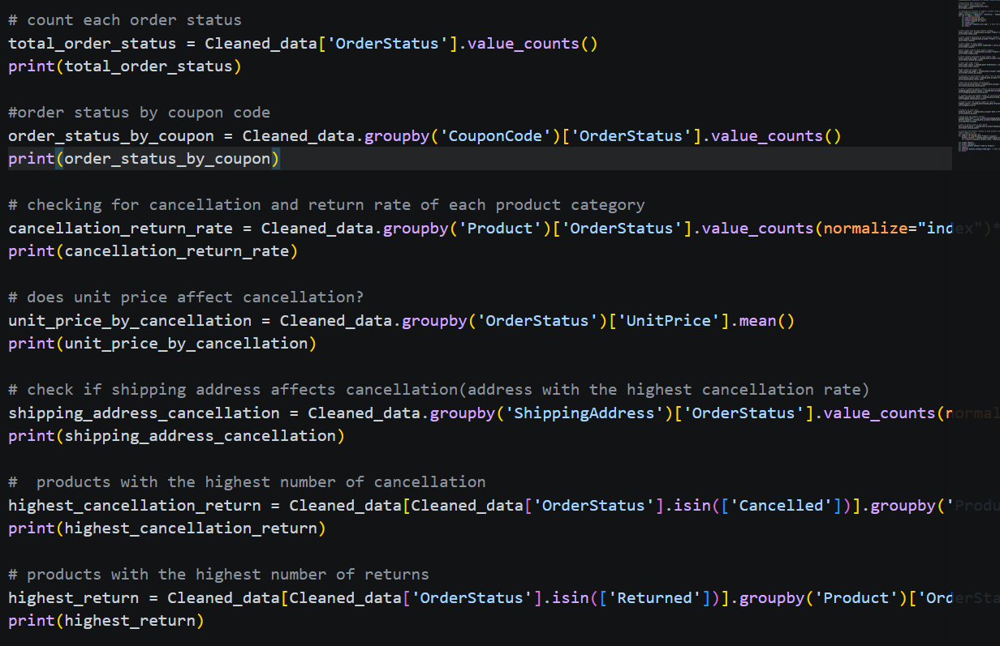 # count each order status
total_order_status = Cleaned_data['OrderStatus'].value_counts()
print(total_order_status)
#order status by coupon code
order_status_by_coupon = Cleaned_data.groupby('CouponCode')['OrderStatus'].value_counts()
print(order_status_by_coupon)
# checking for cancellation and return rate of each product category
cancellation_return_rate = Cleaned_data.groupby('Product')['OrderStatus'].value_counts(normalize="index")*
print(cancellation_return_rate)
# does unit price affect cancellation?
unit_price_by_cancellation = Cleaned_data.groupby('OrderStatus')['UnitPrice'].mean()
print(unit_price_by_cancellation)
# check if shipping address affects cancellation(address with the highest cancellation rate)
shipping_address_cancellation = Cleaned_data.groupby('ShippingAddress')['OrderStatus'].value_counts(normal
print(shipping_address_cancellation)
#  products with the highest number of cancellation
highest_cancellation_return = Cleaned_data[Cleaned_data['OrderStatus'].isin(['Cancelled'])].groupby('Produ
print(highest_cancellation_return)
# products with the highest number of returns
highest_return = Cleaned_data[Cleaned_data['OrderStatus'].isin(['Returned'])].groupby('Product')['OrderSta
print(highest_return)